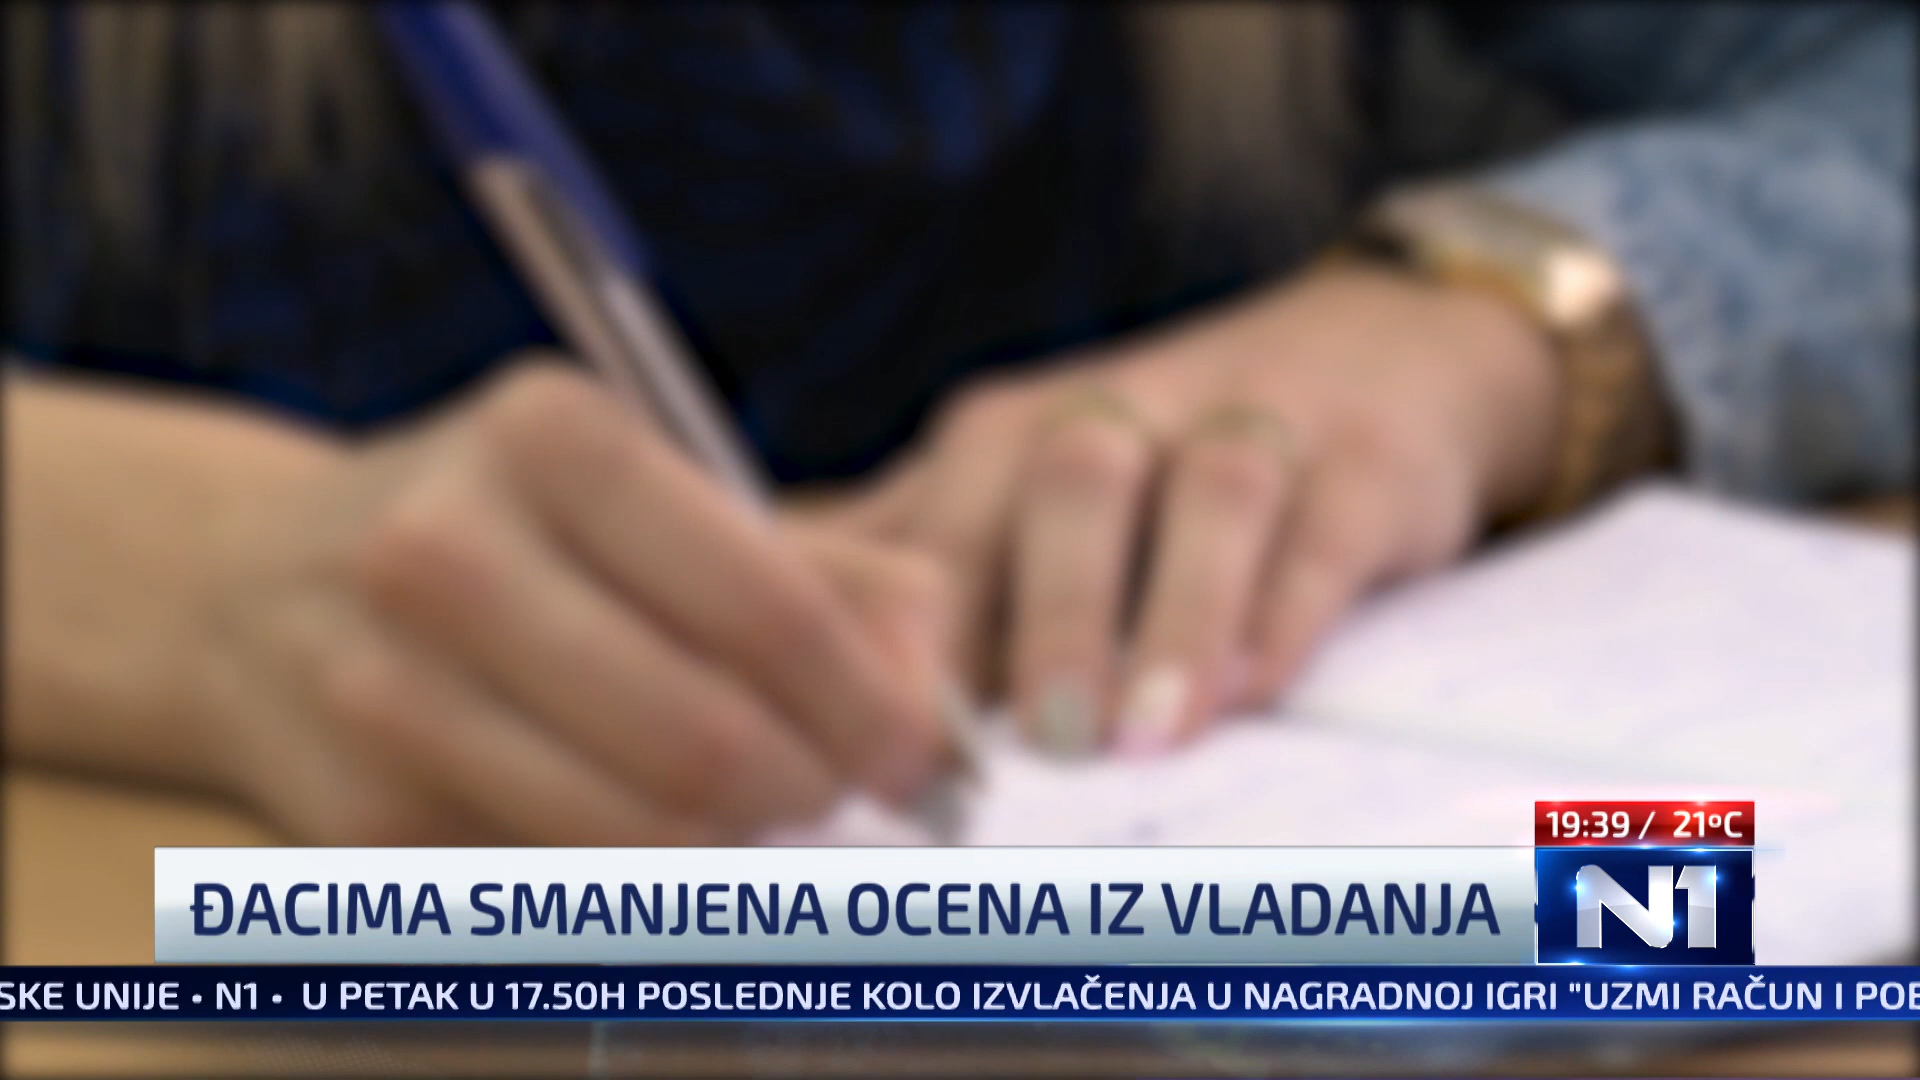 19:39 / 21ºC
N1
ĐACIMA SMANJENA OCENA IZ VLADANJA
SKE UNIJE • N1 • U PETAK U 17.50H POSLEDNJE KOLO IZVLAČENJA U NAGRADNOJ IGRI "UZMI RAČUN I POB